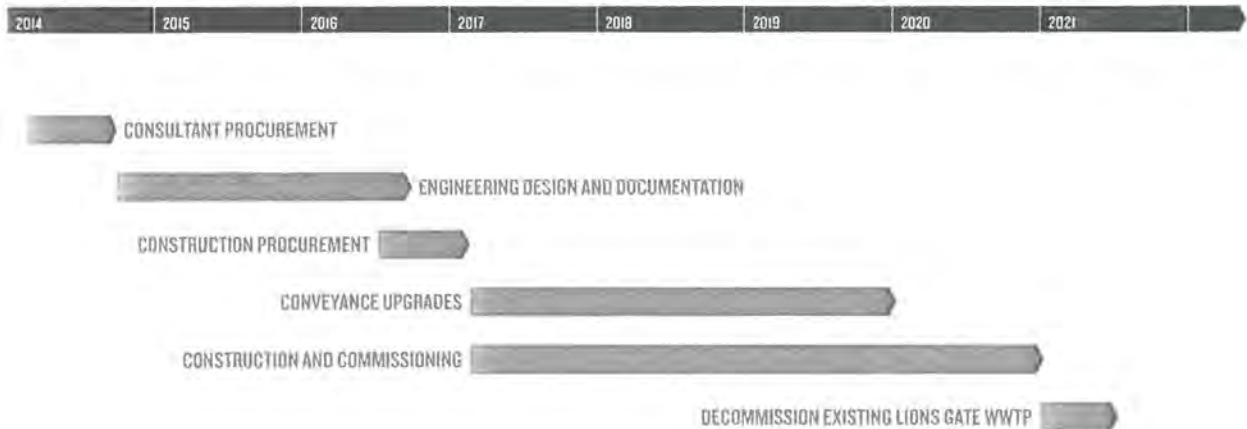 2014 2015 2016 2017 2018 2019 2020 2021
CONSULTANT PROCUREMENT
ENGINEERING DESIGN AND DOCUMENTATION
CONSTRUCTION PROCUREMENT
CONVEYANCE UPGRADES
CONSTRUCTION AND COMMISSIONING
DECOMMISSION EXISTING LIONS GATE WWTP